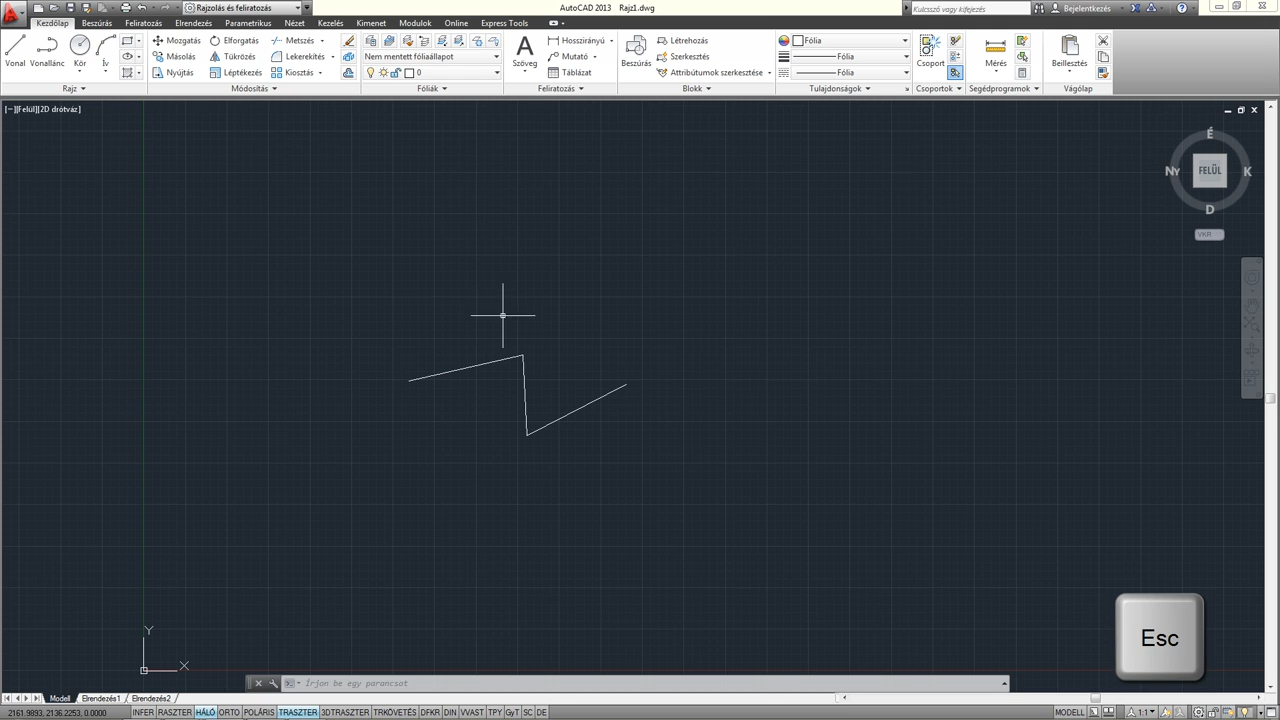 Rajzolás és feliratozás
AutoCAD 2013 Rajz1.dwg
Kulcsszó vagy kifejezés
Bejelentkezés
Kezdőlap Beszúrás Feliratozás Elrendezés Parametrikus Nézet Kezelés Kimenet Modulok Online Express Tools
Vonal
Vonallánc
Kör
Ív
Rajz
Mozgatás Elforgatás Metszés
Másolás Tükrözés Lekerekítés
Nyújtás Léptékezés Kiosztás
Módosítás
Nem mentett fóliaállapot
0
Fóliák
Szöveg
Hosszirányú
Mutató
Táblázat
Feliratozás
Beszúrás
Létrehozás
Szerkesztés
Attribútumok szerkesztése
Blokk
Fólia
Fólia
Fólia
Tulajdonságok
Csoport
Csoportok
Mérés
Segédprogramok
Beillesztés
Vágólap
[−][Felül][2D drótváz]
É
Ny FELÜL K
D
VKR
Y
X
Esc
Írjon be egy parancsot
Modell Elrendezés1 Elrendezés2
2161.9893, 2136.2253, 0.0000 INFER RASZTER HÁLÓ ORTO POLÁRIS TRASZTER 3DTRASZTER TRKÖVETÉS DFKR DIN VVAST TPY GyT SC DE MODELL 1:1